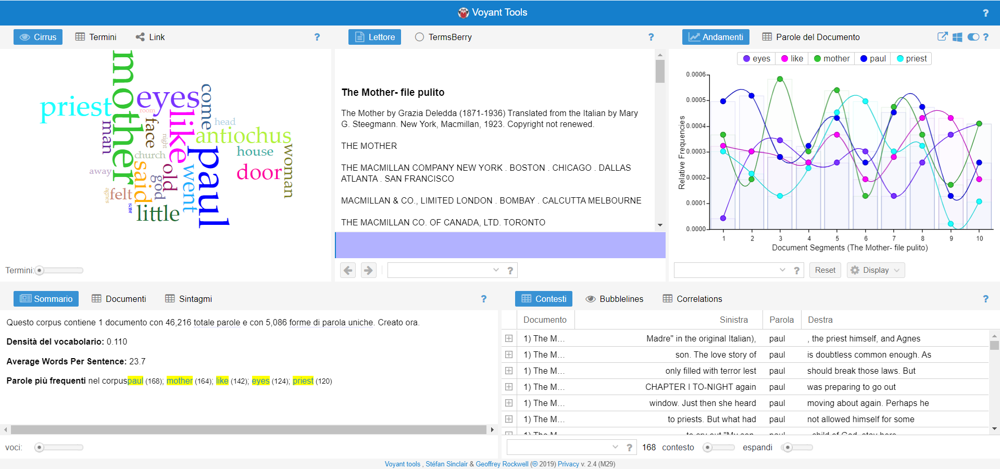 Voyant Tools
?
Cirrus Termini Link ?
mother
priest
eyes
come
room
like
man
face
head
night
antiochus
church
house
woman
paul
away
said
old
god
went
door
agnes
felt
saw
little
Termini:
Lettore TermsBerry ?
The Mother- file pulito
The Mother by Grazia Deledda (1871-1936) Translated from the Italian by Mary
G. Steegmann. New York, Macmillan, 1923. Copyright not renewed.
THE MOTHER
THE MACMILLAN COMPANY NEW YORK . BOSTON . CHICAGO . DALLAS
ATLANTA . SAN FRANCISCO
MACMILLAN & CO., LIMITED LONDON . BOMBAY . CALCUTTA MELBOURNE
THE MACMILLAN CO. OF CANADA, LTD. TORONTO
?
Andamenti Parole del Documento ?
eyes like mother paul priest
Relative Frequencies
0.0006
0.0005
0.0004
0.0003
0.0002
0.0001
0.0000
1 2 3 4 5 6 7 8 9 10
Document Segments (The Mother- file pulito)
? Reset Display
Sommario Documenti Sintagmi ?
Questo corpus contiene 1 documento con 46,216 totale parole e con 5,086 forme di parola uniche. Creato ora.
Densità del vocabolario: 0.110
Average Words Per Sentence: 23.7
Parole più frequenti nel corpuspaul (168); mother (164); like (142); eyes (124); priest (120)
voci:
Contesti Bubblelines Correlations ?
Documento Sinistra Parola Destra
1) The M... Madre" in the original Italian), paul , the priest himself, and Agnes
1) The M... son. The love story of paul is doubtless common enough. As
1) The M... only filled with terror lest paul should break those laws. But
1) The M... CHAPTER I TO-NIGHT again paul was preparing to go out
1) The M... window. Just then she heard paul moving about again. Perhaps he
1) The M... to priests. But what had paul not allowed himself for some
1) The M... to cry out "My son, paul , child of God, stay here
? 168 contesto espandi
Voyant tools , Stéfan Sinclair & Geoffrey Rockwell (🅭 2019) Privacy v. 2.4 (M29)